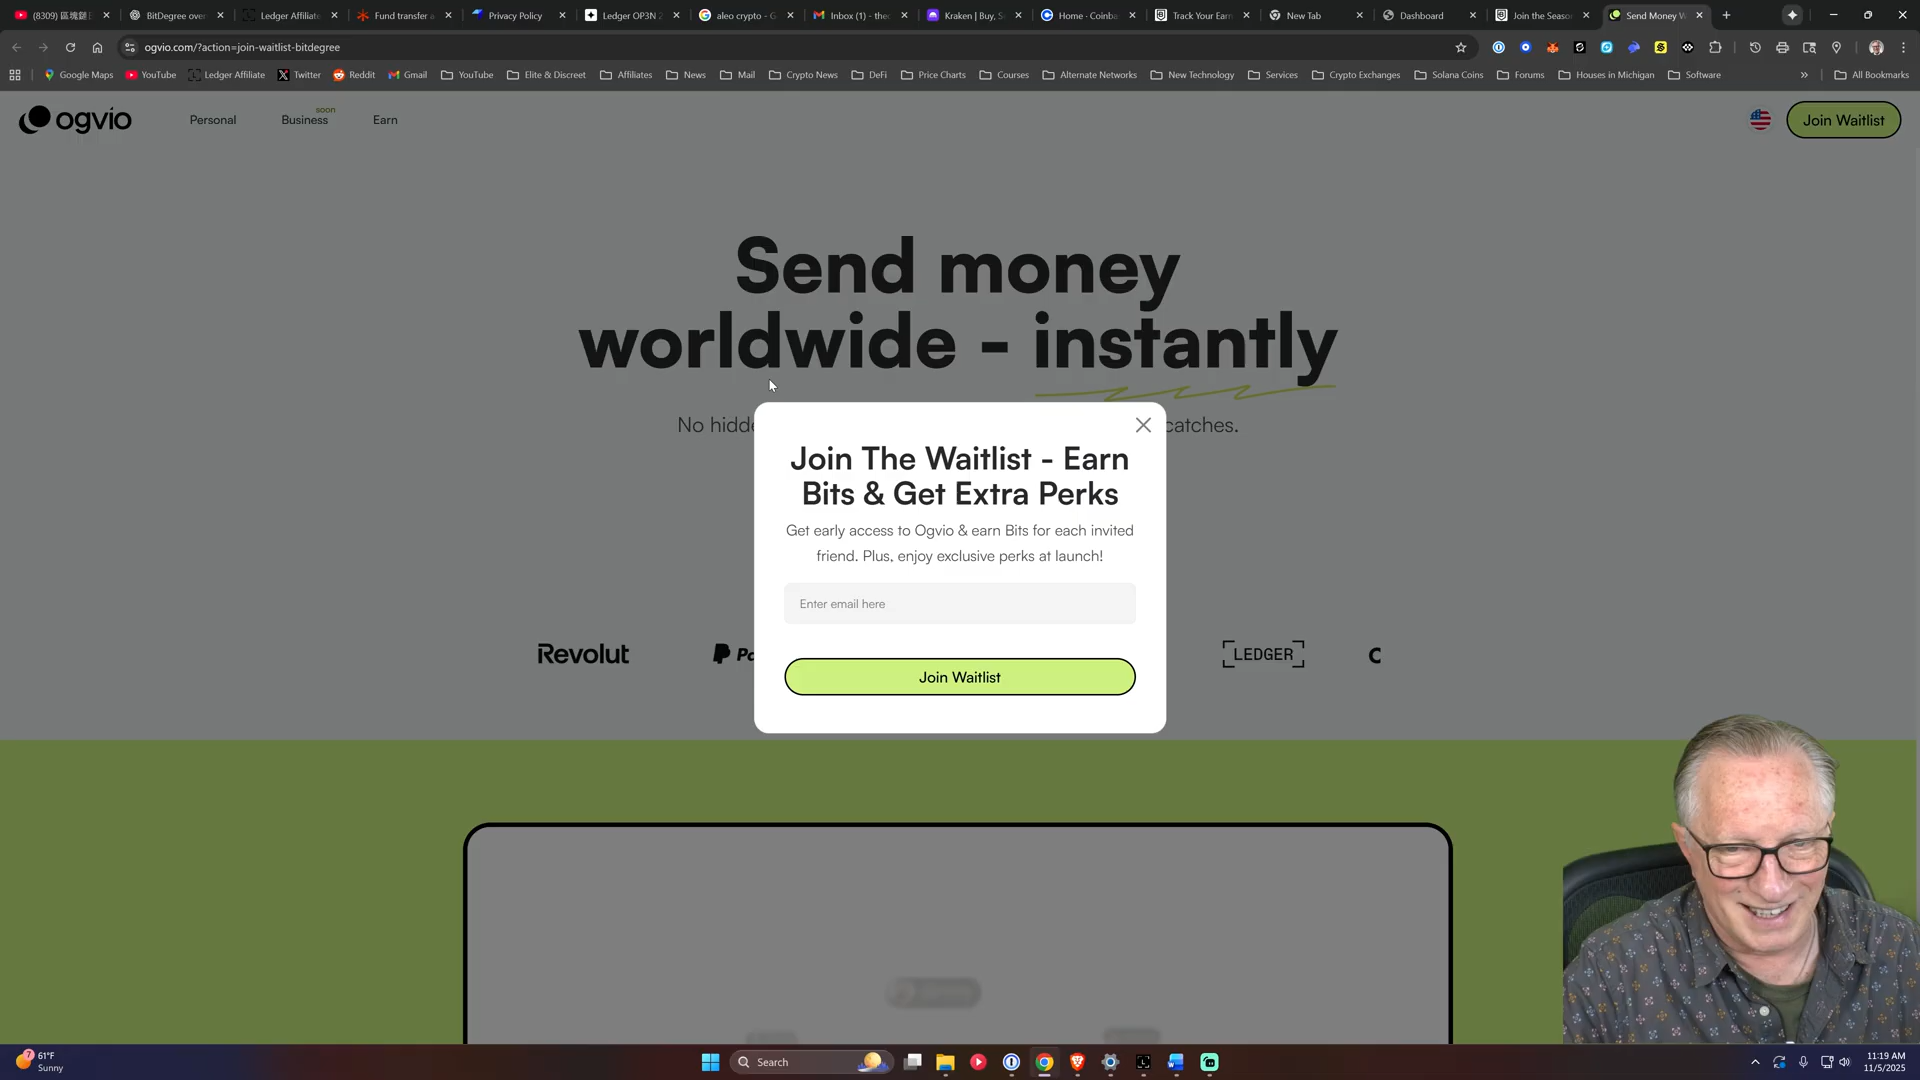 (8309) 區塊鏈
BitDegree over
Ledger Affiliate
Fund transfer a
Privacy Policy
Ledger OP3N 2
aleo crypto - G
Inbox (1) - theo
Kraken | Buy, S
Home · Coinba
Track Your Earn
New Tab
Dashboard
Join the Seaso
Send Money W
ogvio.com/?action=join-waitlist-bitdegree
Google Maps
YouTube
Ledger Affiliate
Twitter
Reddit
Gmail
YouTube
Elite & Discreet
Affiliates
News
Mail
Crypto News
DeFi
Price Charts
Courses
Alternate Networks
New Technology
Services
Crypto Exchanges
Solana Coins
Forums
Houses in Michigan
Software
All Bookmarks
ogvio
Personal
soon
Business
Earn
Join Waitlist
Send money
worldwide - instantly
No hidde
catches.
Join The Waitlist - Earn
Bits & Get Extra Perks
Get early access to Ogvio & earn Bits for each invited
friend. Plus, enjoy exclusive perks at launch!
Enter email here
Join Waitlist
Revolut
Pa
LEDGER
7
61°F
Sunny
Search
11:19 AM
11/5/2025